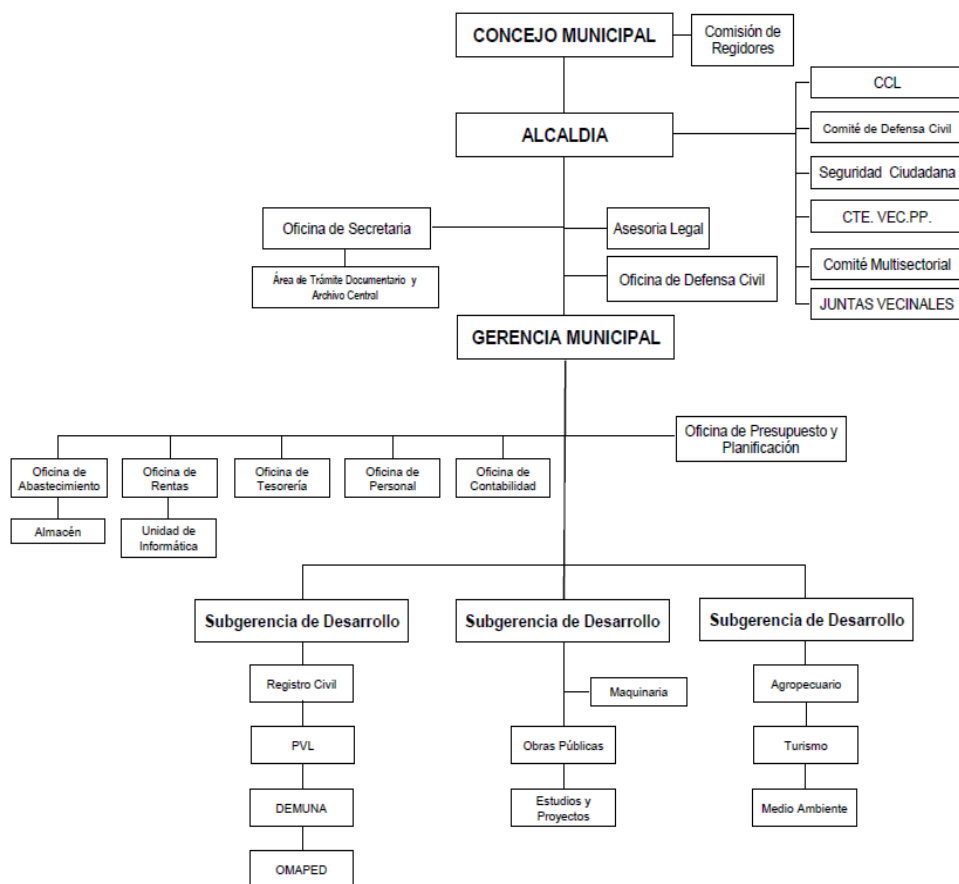 CONCEJO MUNICIPAL
Comisión de
Regidores
CCL
ALCALDIA
Comité de Defensa Civil
Seguridad Ciudadana
Oficina de Secretaria
Asesoria Legal
CTE. VEC.PP.
Área de Trámite Documentario y
Archivo Central
Oficina de Defensa Civil
Comité Multisectorial
JUNTAS VECINALES
GERENCIA MUNICIPAL
Oficina de Presupuesto y
Planificación
Oficina de
Abastecimiento
Oficina de
Rentas
Oficina de
Tesorería
Oficina de
Personal
Oficina de
Contabilidad
Almacén
Unidad de
Informática
Subgerencia de Desarrollo
Subgerencia de Desarrollo
Subgerencia de Desarrollo
Registro Civil
Maquinaria
Agropecuario
PVL
Obras Públicas
Turismo
DEMUNA
Estudios y
Proyectos
Medio Ambiente
OMAPED